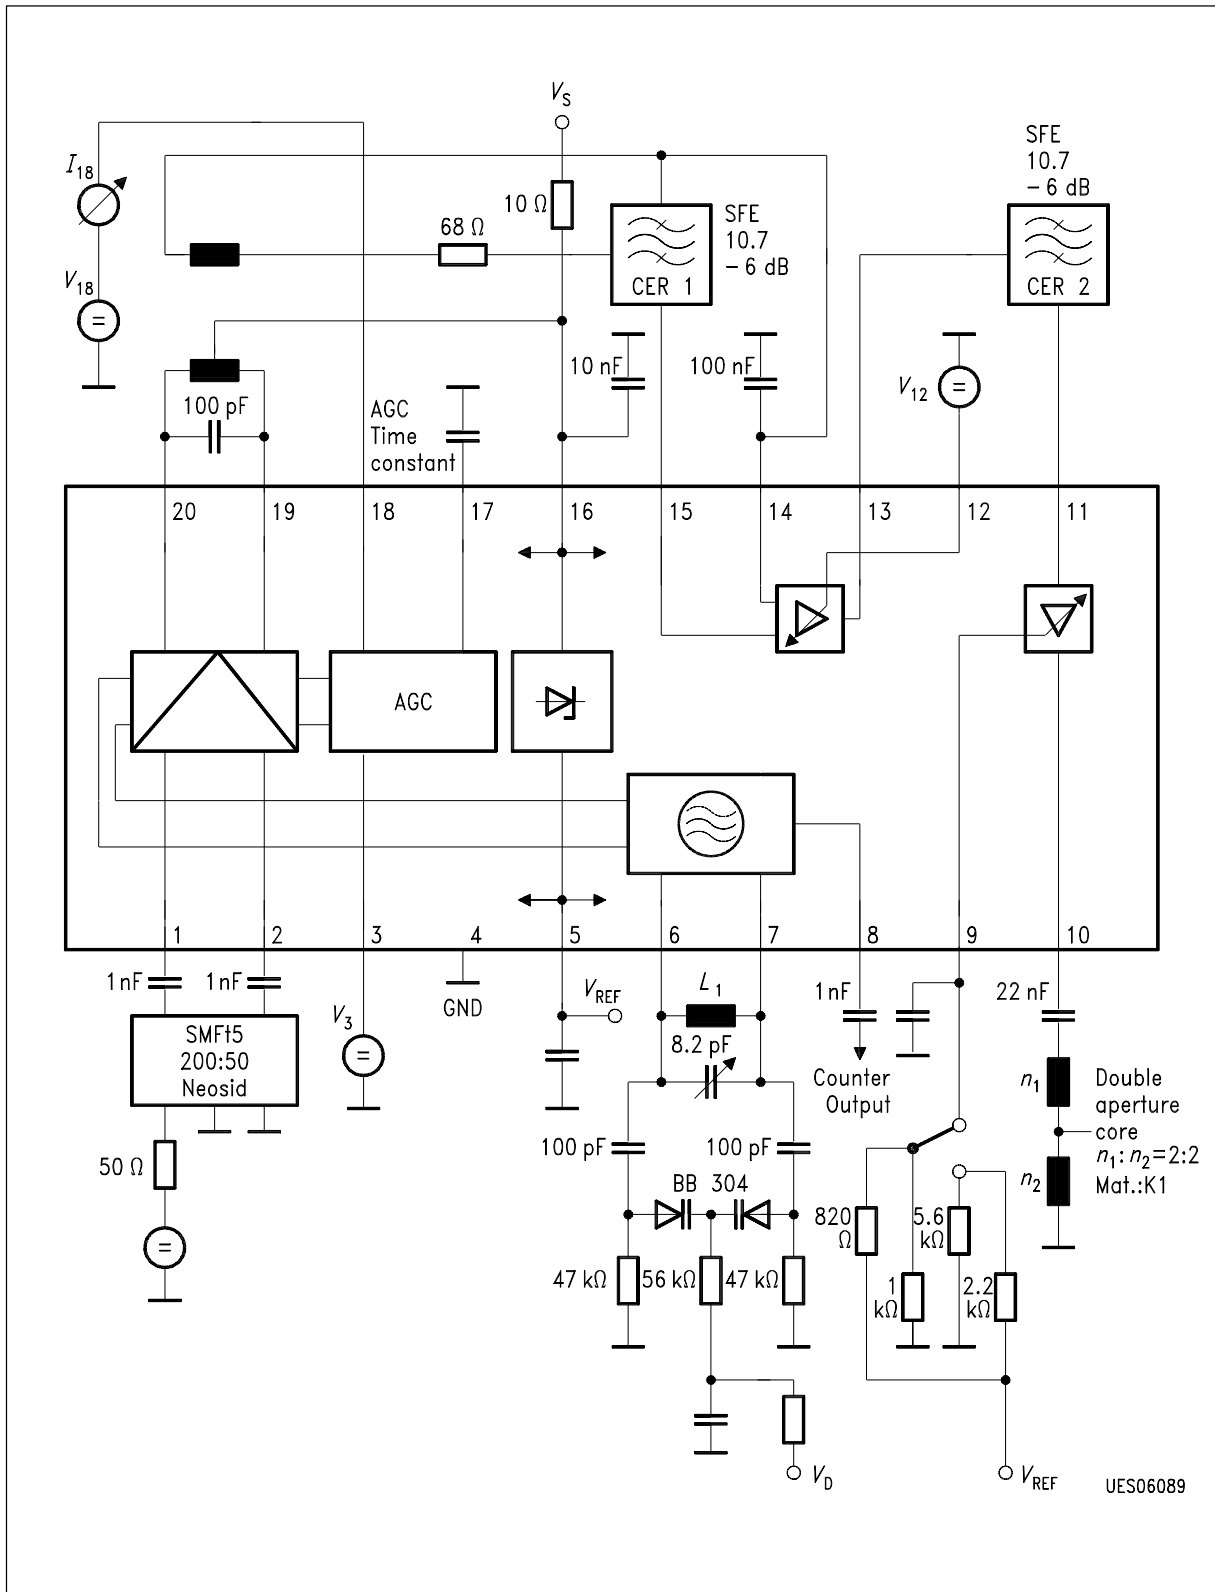 V_S
SFE
10.7
– 6 dB
I_18
10 Ω
SFE
10.7
– 6 dB
68 Ω
CER 1
CER 2
V_18
10 nF
100 nF
V_12
100 pF
AGC
Time
constant
20
19
18
17
16
15
14
13
12
11
AGC
1
2
3
4
5
6
7
8
9
10
1 nF
1 nF
GND
V_REF
L_1
1 nF
22 nF
SMFt5
200:50
Neosid
V_3
8.2 pF
Counter
Output
n_1
Double
aperture
core
n_1: n_2=2:2
Mat.:K1
n_2
50 Ω
100 pF
100 pF
BB 304
820
Ω
5.6
kΩ
47 kΩ
56 kΩ
47 kΩ
1
kΩ
2.2
kΩ
V_D
V_REF
UES06089